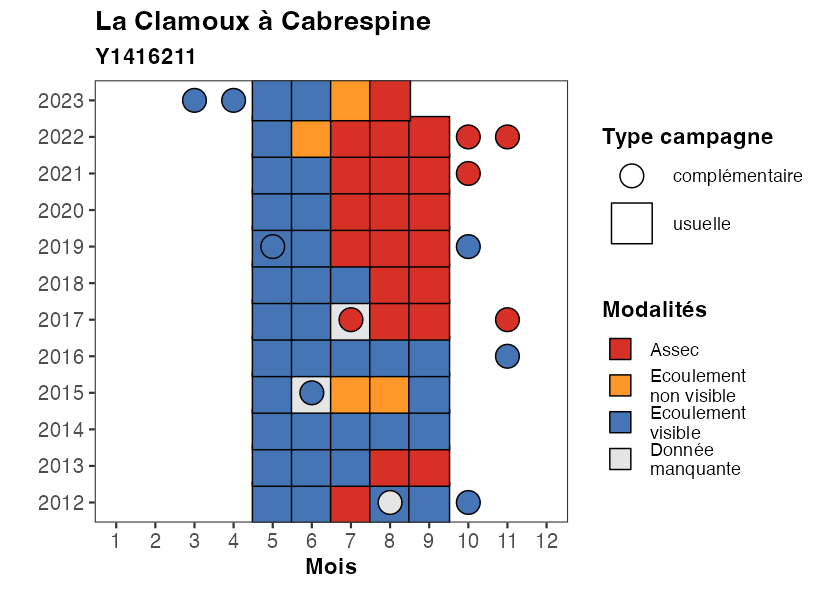 La Clamoux à Cabrespine
Y1416211
2023
2022
2021
2020
2019
2018
2017
2016
2015
2014
2013
2012
1 2 3 4 5 6 7 8 9 10 11 12
Mois
Type campagne
complémentaire
usuelle
Modalités
Assec
Ecoulement
non visible
Ecoulement
visible
Donnée
manquante